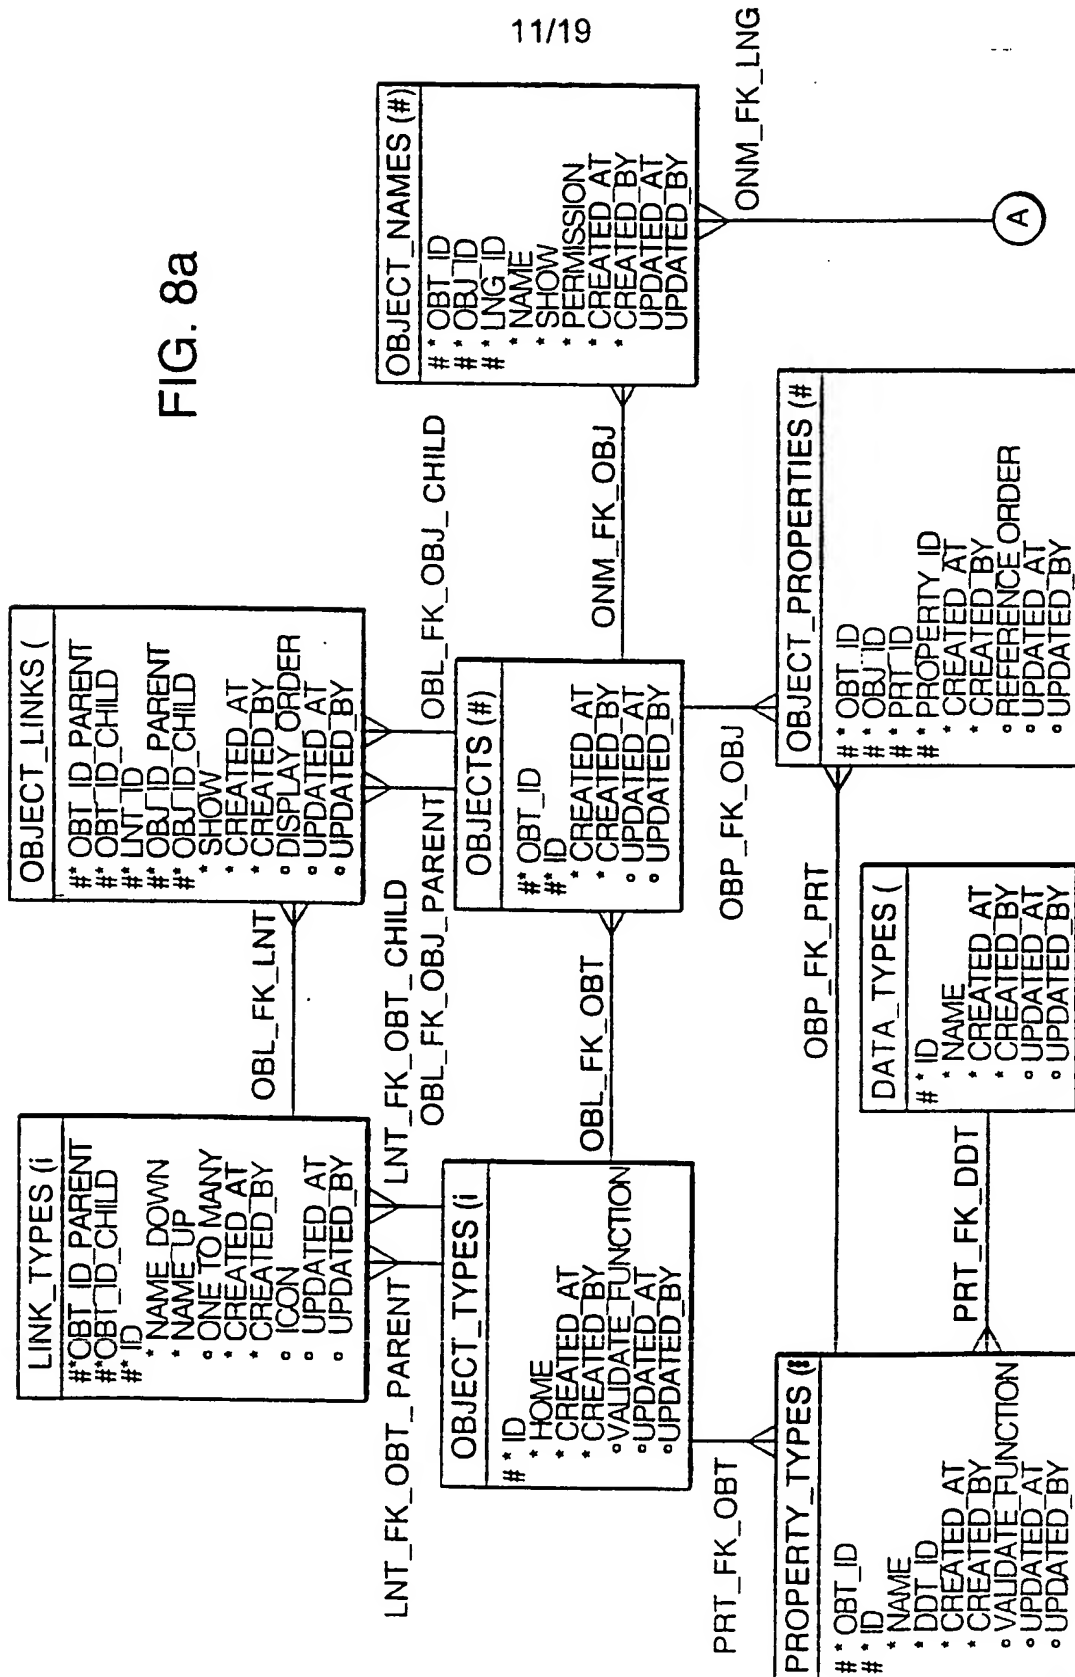 11/19
FIG. 8a
LINK_TYPES (i
#*OBT_ID_PARENT
#*OBT_ID_CHILD
#*ID
* NAME_DOWN
* NAME_UP
o ONE_TO_MANY
* CREATED_AT
* CREATED_BY
o ICON
o UPDATED_AT
o UPDATED_BY
OBL_FK_LNT
OBJECT_LINKS (
#* OBT_ID_PARENT
#* OBT_ID_CHILD
#* LNT_ID
#* OBJ_ID_PARENT
#* OBJ_ID_CHILD
* SHOW
* CREATED_AT
* CREATED_BY
o DISPLAY_ORDER
o UPDATED_AT
o UPDATED_BY
LNT_FK_OBT_PARENT
LNT_FK_OBT_CHILD
OBL_FK_OBJ_PARENT
OBL_FK_OBJ_CHILD
OBJECT_NAMES (#)
# * OBT_ID
# * OBJ_ID
# * LNG_ID
* NAME
* SHOW
* PERMISSION
* CREATED_AT
* CREATED_BY
UPDATED_AT
UPDATED_BY
OBJECT_TYPES (i
# * ID
* HOME
* CREATED_AT
* CREATED_BY
o VALIDATE_FUNCTION
o UPDATED_AT
o UPDATED_BY
OBL_FK_OBT
OBJECTS (#)
#* OBT_ID
#* ID
* CREATED_AT
* CREATED_BY
o UPDATED_AT
o UPDATED_BY
ONM_FK_OBJ
ONM_FK_LNG
PRT_FK_OBT
OBP_FK_OBJ
OBP_FK_PRT
PROPERTY_TYPES (
# * OBT_ID
# * ID
* NAME
* DDT_ID
* CREATED_AT
* CREATED_BY
o VALIDATE_FUNCTION
o UPDATED_AT
o UPDATED_BY
PRT_FK_DDT
DATA_TYPES (
# * ID
* NAME
* CREATED_AT
* CREATED_BY
o UPDATED_AT
o UPDATED_BY
OBJECT_PROPERTIES (#
# * OBT_ID
# * OBJ_ID
# * PRT_ID
# * PROPERTY_ID
* CREATED_AT
* CREATED_BY
o REFERENCE_ORDER
o UPDATED_AT
o UPDATED_BY
A